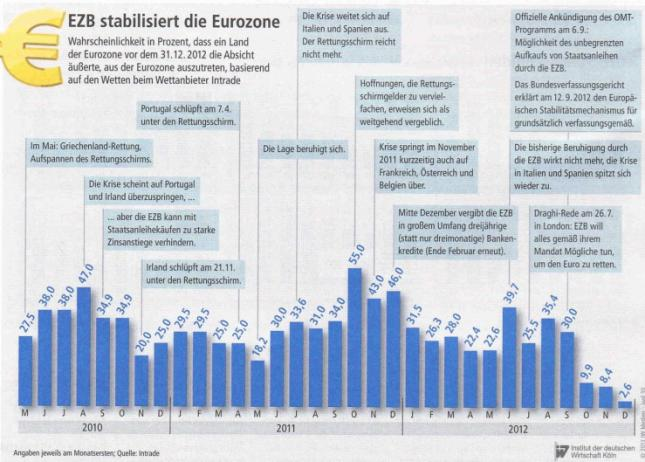 EZB stabilisiert die Eurozone
Wahrscheinlichkeit in Prozent, dass ein Land
der Eurozone vor dem 31.12. 2012 die Absicht
äußerte, aus der Eurozone auszutreten, basierend
auf den Wetten beim Wettanbieter Intrade
Im Mai: Griechenland-Rettung,
Aufspannen des Rettungsschirms.
Die Krise scheint auf Portugal
und Irland überzuspringen, ...
... aber die EZB kann mit
Staatsanleihekäufen zu starke
Zinsanstiege verhindern.
Irland schlüpft am 21.11.
unter den Rettungsschirm.
Portugal schlüpft am 7.4.
unter den Rettungsschirm.
Die Lage beruhigt sich.
Die Krise weitet sich auf
Italien und Spanien aus.
Der Rettungsschirm reicht
nicht mehr.
Hoffnungen, die Rettungs-
schirmgelder zu verviel-
fachen, erweisen sich als
weitgehend vergeblich.
Krise springt im November
2011 kurzzeitig auch auf
Frankreich, Österreich und
Belgien über.
Mitte Dezember vergibt die EZB
in großem Umfang dreijährige
(statt nur dreimonatige) Banken-
kredite (Ende Februar erneut).
Offizielle Ankündigung des OMT-
Programms am 6.9.:
Möglichkeit des unbegrenzten
Aufkaufs von Staatsanleihen
durch die EZB.
Das Bundesverfassungsgericht
erklärt am 12. 9. 2012 den Europä-
ischen Stabilitätsmechanismus für
grundsätzlich verfassungsgemäß.
Die bisherige Beruhigung durch
die EZB wirkt nicht mehr, die Krise
in Italien und Spanien spitzt sich
wieder zu.
Draghi-Rede am 26.7.
in London: EZB will
alles gemäß ihrem
Mandat Mögliche tun,
um den Euro zu retten.
27,5 38,0 38,0 47,0 34,9 34,9 20,0 25,0 29,5 29,5 25,0 25,0 18,2 30,0 33,6 31,0 34,0 55,0 43,0 46,0 31,5 26,3 28,0 22,4 22,6 39,7 25,5 35,4 30,0 9,9 8,4 2,6
M J J A S O N D J F M A M J J A S O N D J F M A M J J A S O N D
2010 2011 2012
Angaben jeweils am Monatsersten; Quelle: Intrade
Institut der deutschen
Wirtschaft Köln